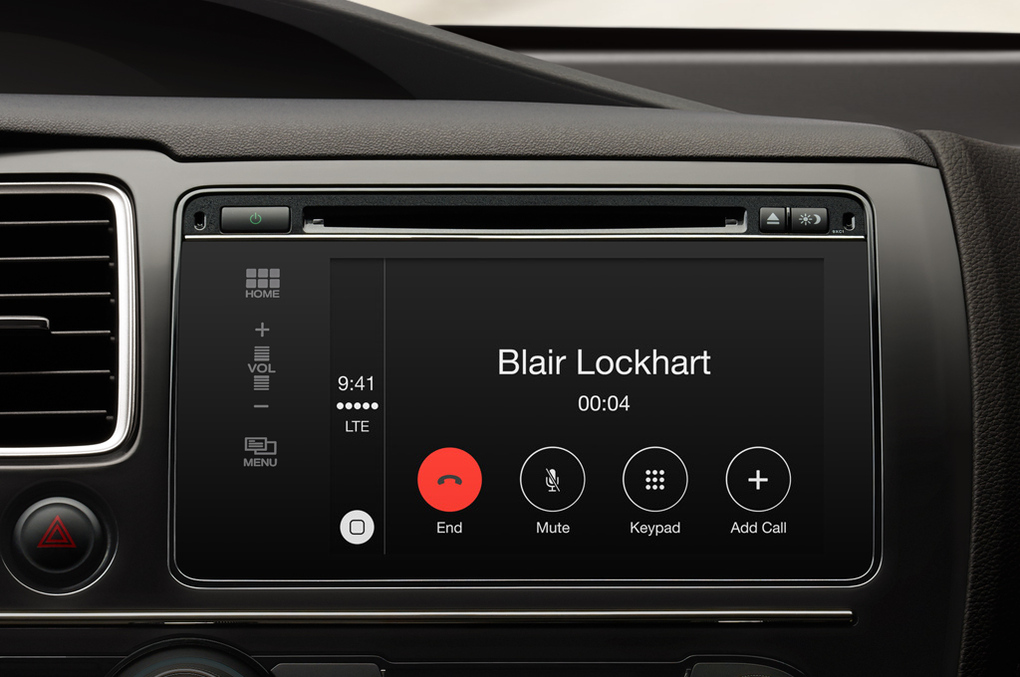 HOME
VOL
MENU
9:41
LTE
Blair Lockhart
00:04
End
Mute
Keypad
Add Call